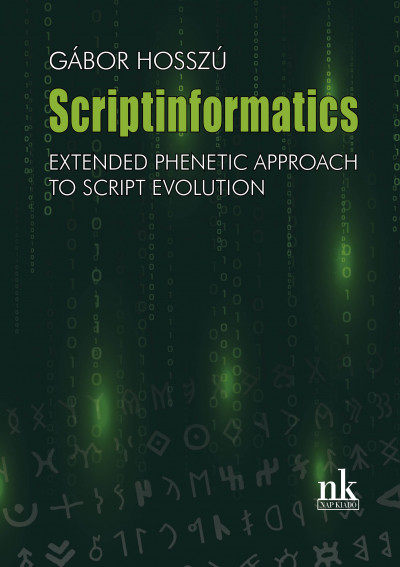 GÁBOR HOSSZÚ
Scriptinformatics
EXTENDED PHENETIC APPROACH
TO SCRIPT EVOLUTION
nk
NAP KIADÓ